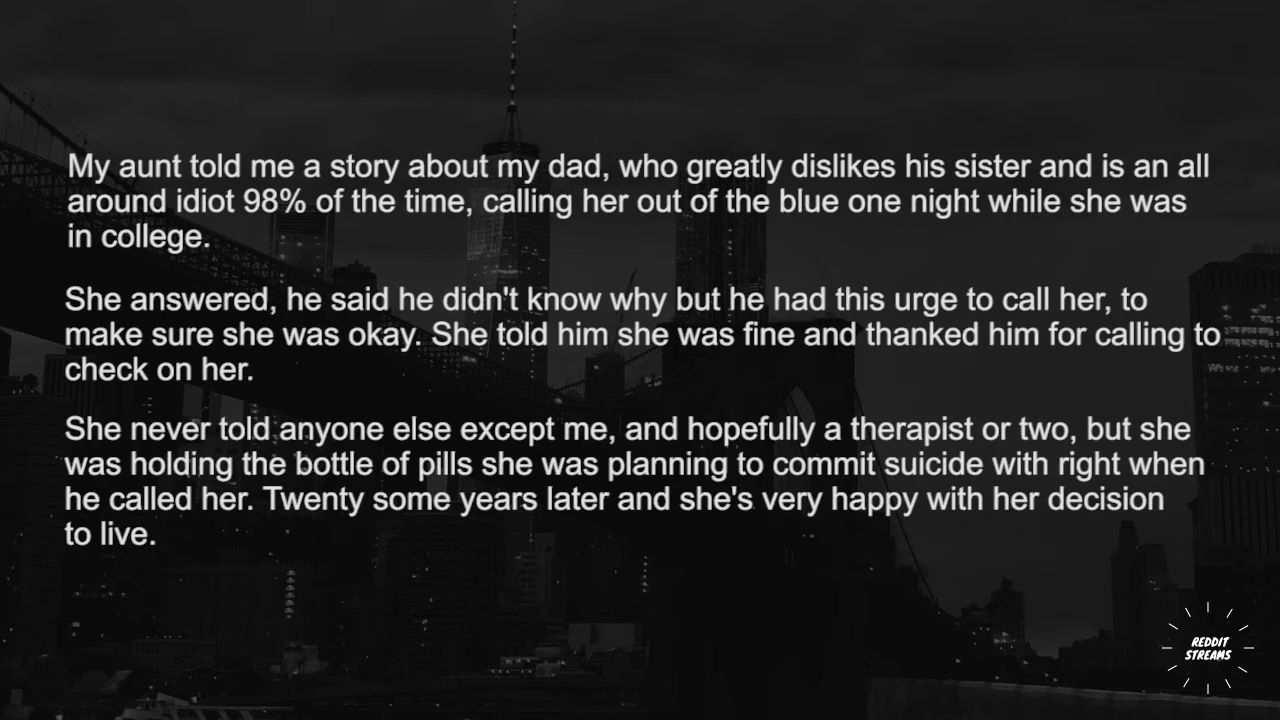 My aunt told me a story about my dad, who greatly dislikes his sister and is an all
around idiot 98% of the time, calling her out of the blue one night while she was
in college.
She answered, he said he didn't know why but he had this urge to call her, to
make sure she was okay. She told him she was fine and thanked him for calling to
check on her.
She never told anyone else except me, and hopefully a therapist or two, but she
was holding the bottle of pills she was planning to commit suicide with right when
he called her. Twenty some years later and she's very happy with her decision
to live.
REDDIT
STREAMS